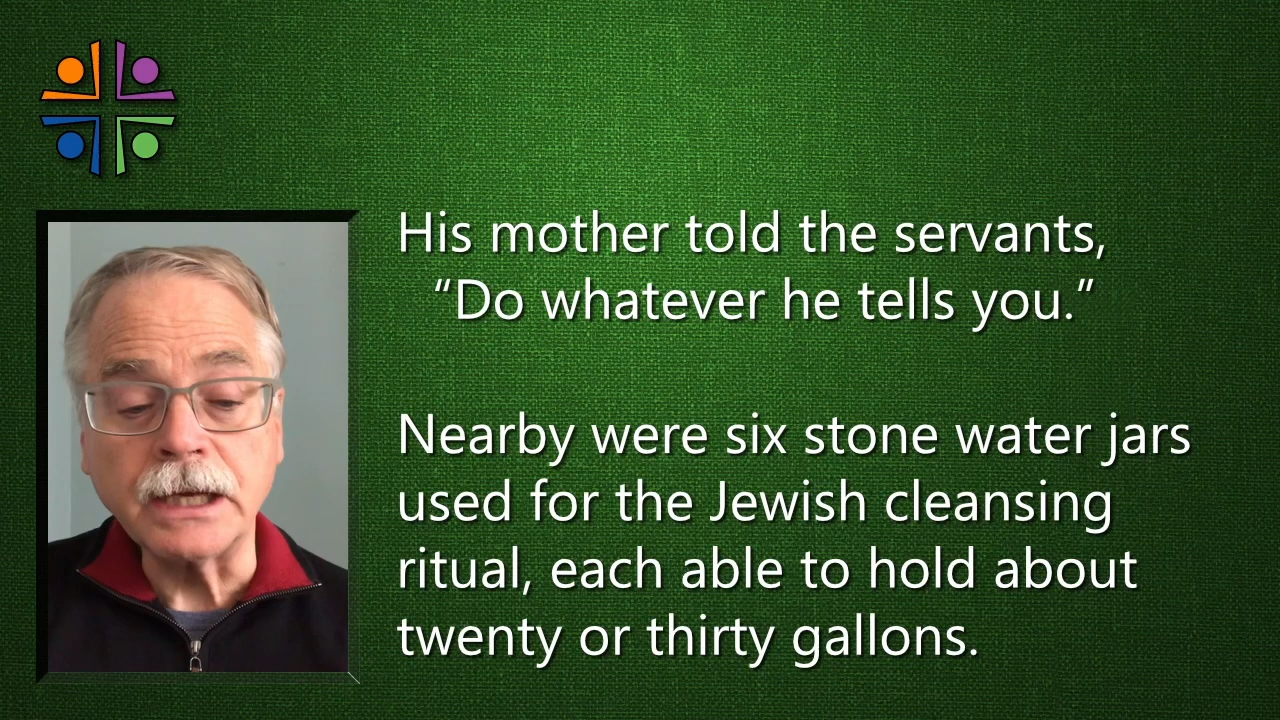 His mother told the servants,
“Do whatever he tells you.”
Nearby were six stone water jars
used for the Jewish cleansing
ritual, each able to hold about
twenty or thirty gallons.